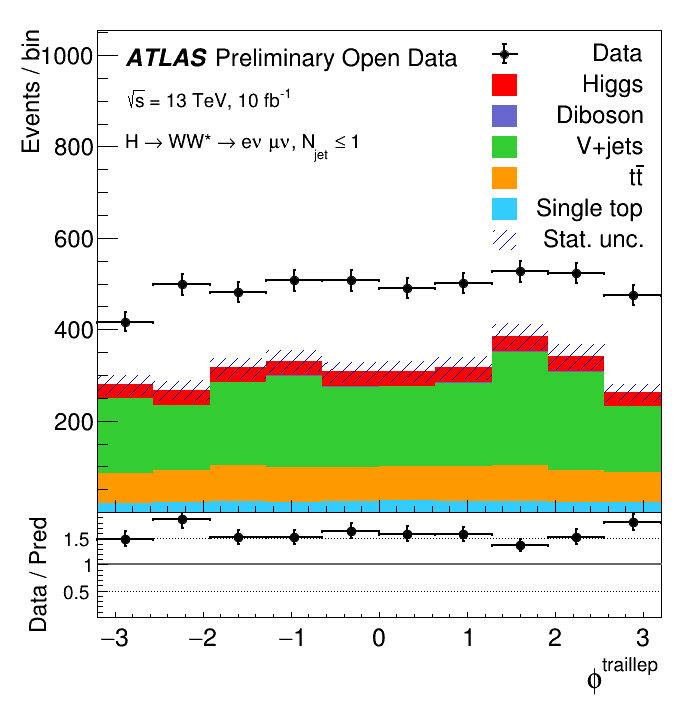 Events / bin
1000
800
600
400
200
ATLAS Preliminary Open Data
√s = 13 TeV, 10 fb⁻¹
H → WW* → eν μν, N_jet ≤ 1
Data
Higgs
Diboson
V+jets
tt̄
Single top
Stat. unc.
Data / Pred
1.5
1
0.5
−3 −2 −1 0 1 2 3
ϕ^traillep